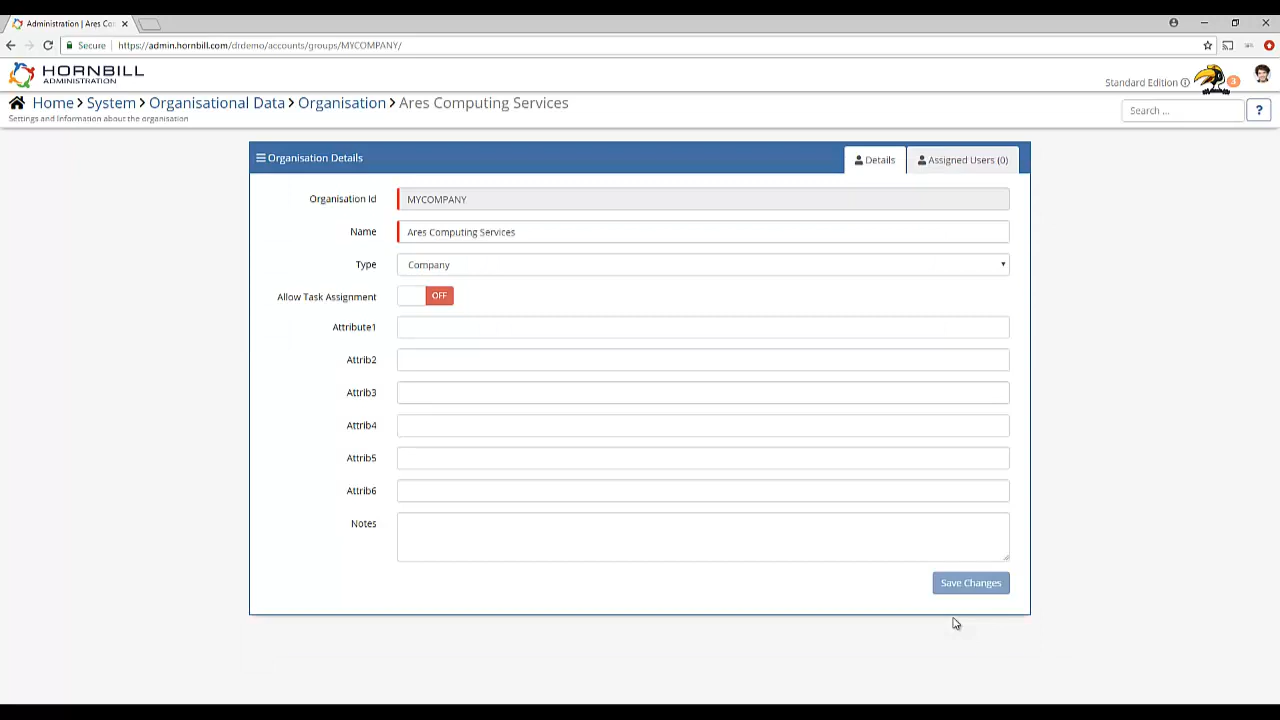 Administration | Ares Co
Secure
https://admin.hornbill.com/drdemo/accounts/groups/MYCOMPANY/
HORNBILL
ADMINISTRATION
Standard Edition
3
Home > System > Organisational Data > Organisation > Ares Computing Services
Settings and Information about the organisation
Search ...
?
Organisation Details
Details
Assigned Users (0)
Organisation Id
MYCOMPANY
Name
Ares Computing Services
Type
Company
Allow Task Assignment
OFF
Attribute1
Attrib2
Attrib3
Attrib4
Attrib5
Attrib6
Notes
Save Changes